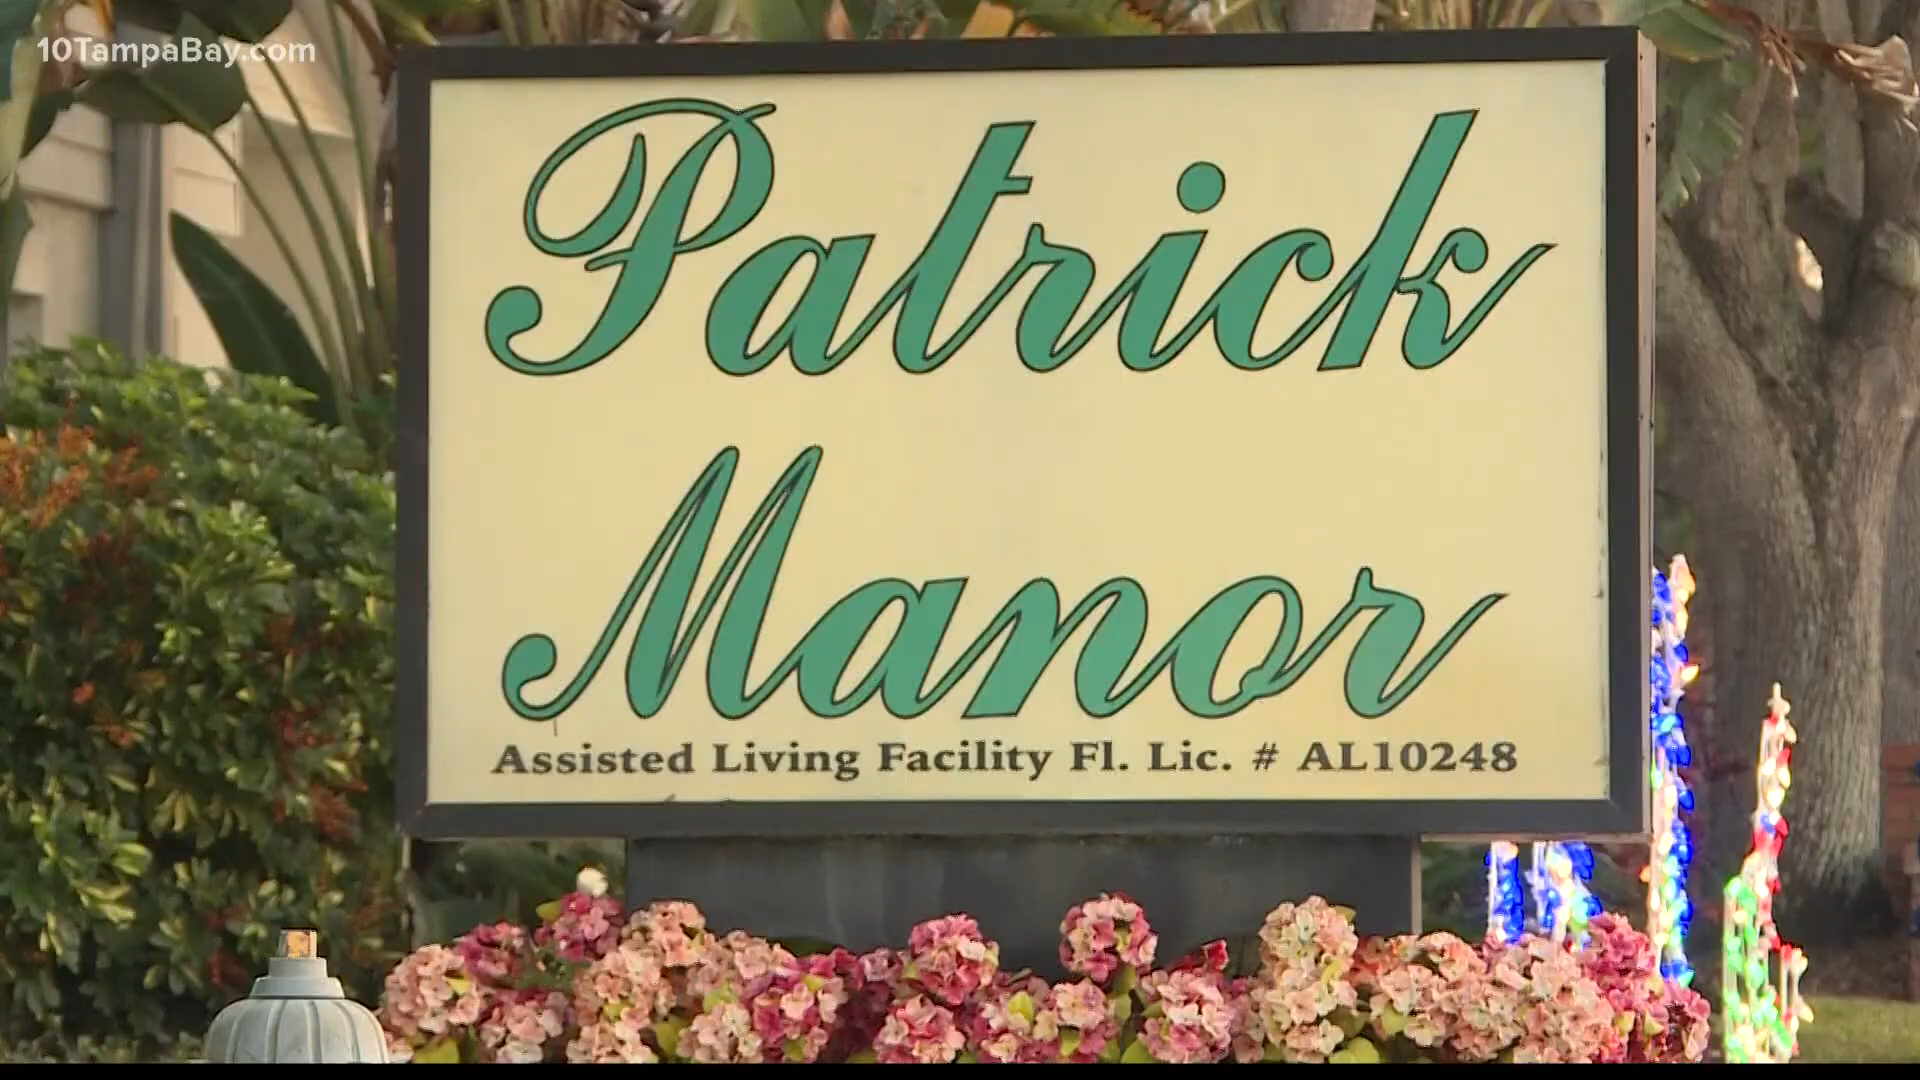 10TampaBay.com
Patrick
Manor
Assisted Living Facility Fl. Lic. # AL10248